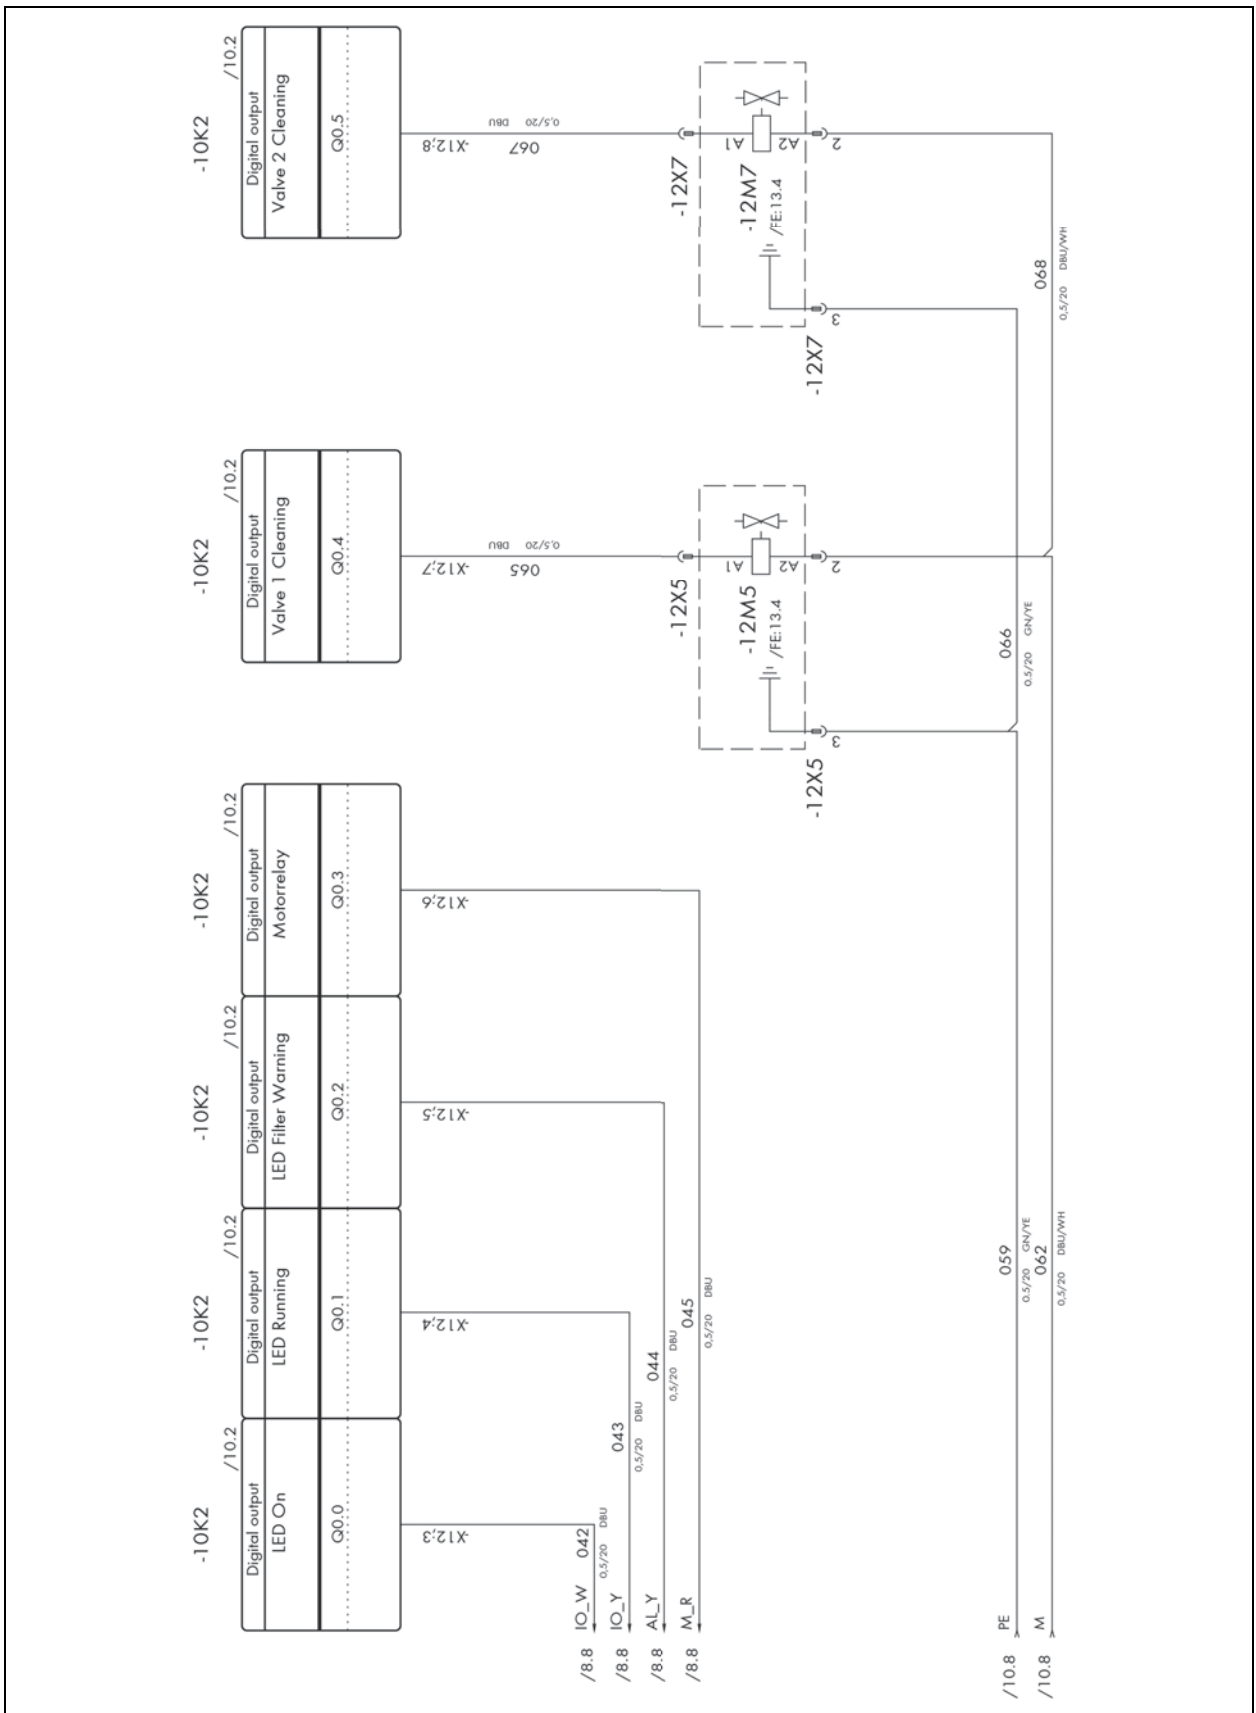 -10K2
/10.2
Digital output
LED On
Q0.0
-X12;3
-10K2
/10.2
Digital output
LED Running
Q0.1
-X12;4
-10K2
/10.2
Digital output
LED Filter Warning
Q0.2
-X12;5
-10K2
/10.2
Digital output
Motorrelay
Q0.3
-X12;6
-10K2
/10.2
Digital output
Valve 1 Cleaning
Q0.4
-X12;7
065
0,5/20 DBU
-10K2
/10.2
Digital output
Valve 2 Cleaning
Q0.5
-X12;8
067
0,5/20 DBU
/8.8 IO_W 042
0,5/20 DBU
/8.8 IO_Y 043
0,5/20 DBU
/8.8 AL_Y 044
0,5/20 DBU
/8.8 M_R 045
0,5/20 DBU
-12X5
A1
-12M5
A2
/FE:13.4
2
3
-12X5
-12X7
A1
-12M7
A2
/FE:13.4
2
3
-12X7
/10.8 PE 059
0.5/20 GN/YE
066
0.5/20 GN/YE
/10.8 M 062
0,5/20 DBU/WH
068
0,5/20 DBU/WH